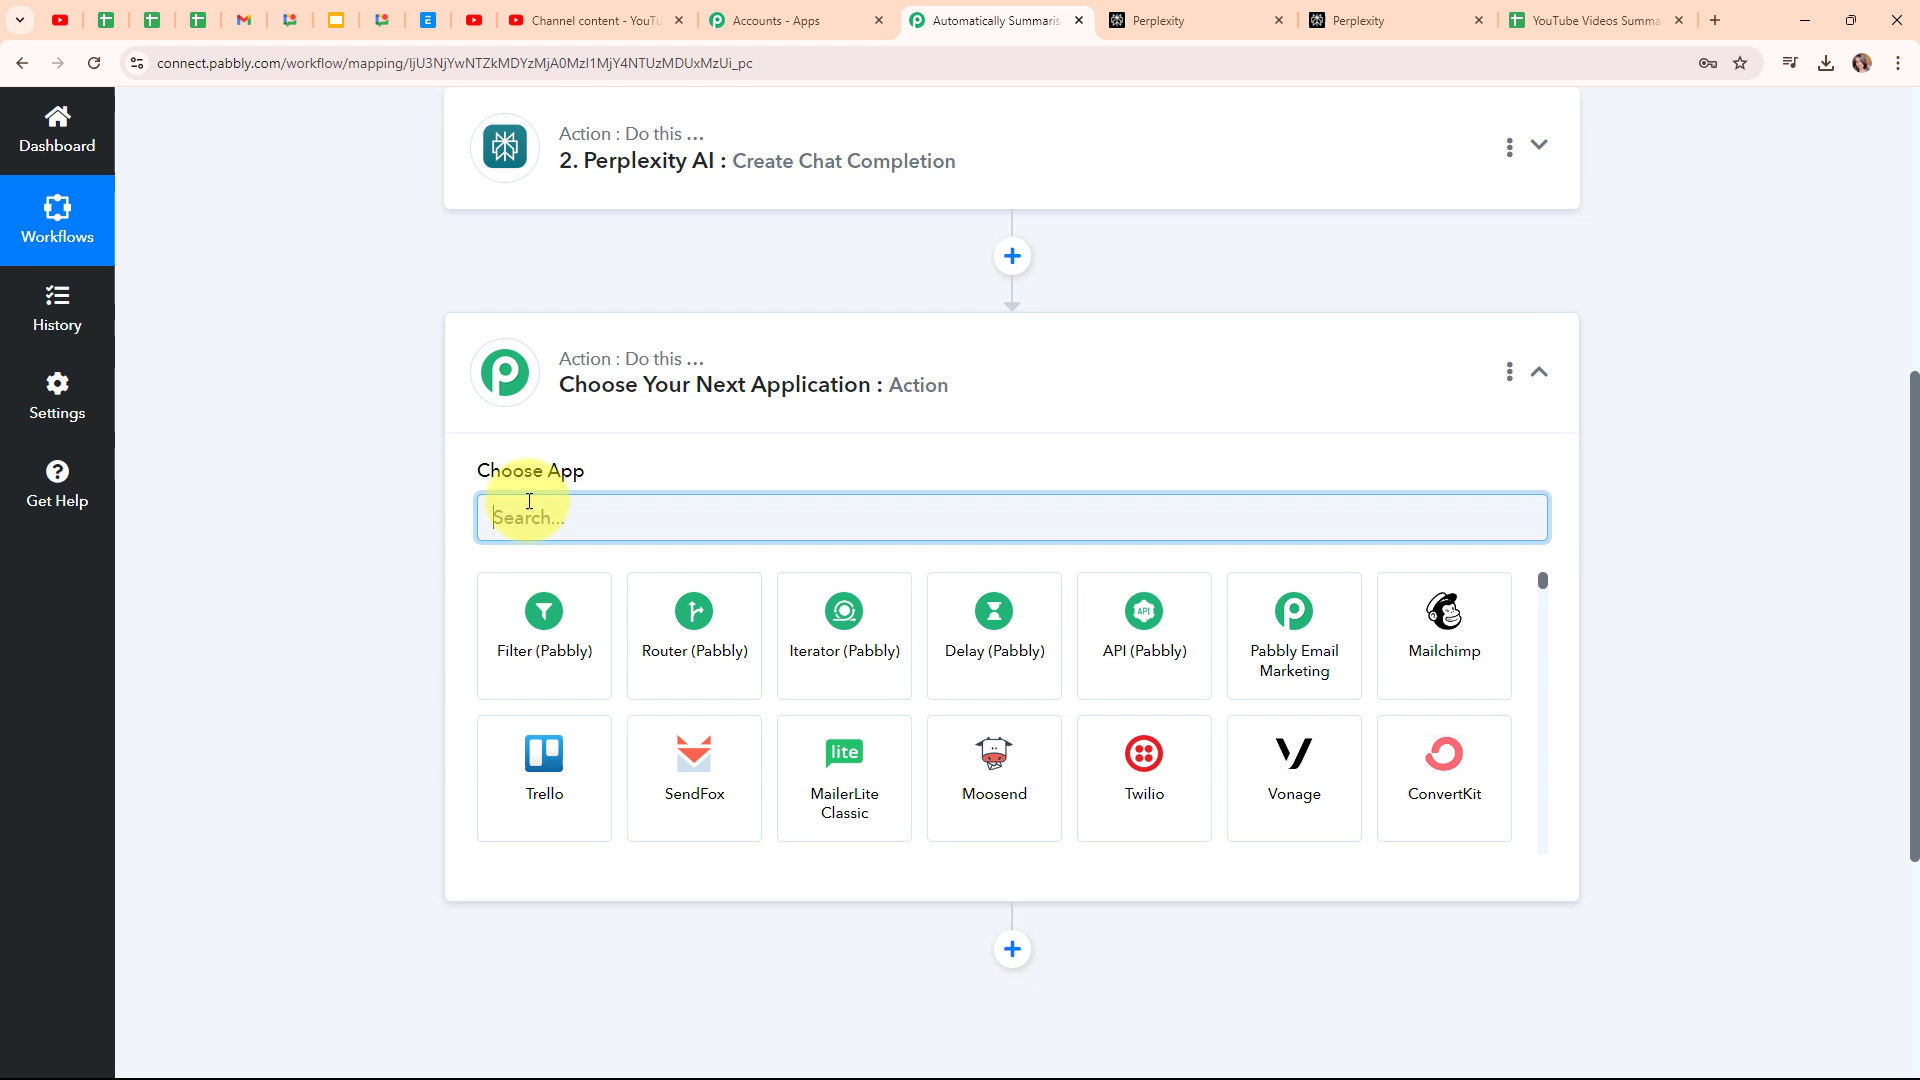 Channel content - YouTu
Accounts - Apps
Automatically Summaris
Perplexity
Perplexity
YouTube Videos Summa
connect.pabbly.com/workflow/mapping/IjU3NjYwNTZkMDYzMjA0MzI1MjY4NTUzMDUxMzUi_pc
Dashboard
Workflows
History
Settings
Get Help
Action : Do this ...
2. Perplexity AI : Create Chat Completion
Action : Do this ...
Choose Your Next Application : Action
Choose App
Search...
Filter (Pabbly)
Router (Pabbly)
Iterator (Pabbly)
Delay (Pabbly)
API
API (Pabbly)
Pabbly Email
Marketing
Mailchimp
Trello
SendFox
lite
MailerLite
Classic
Moosend
Twilio
Vonage
ConvertKit